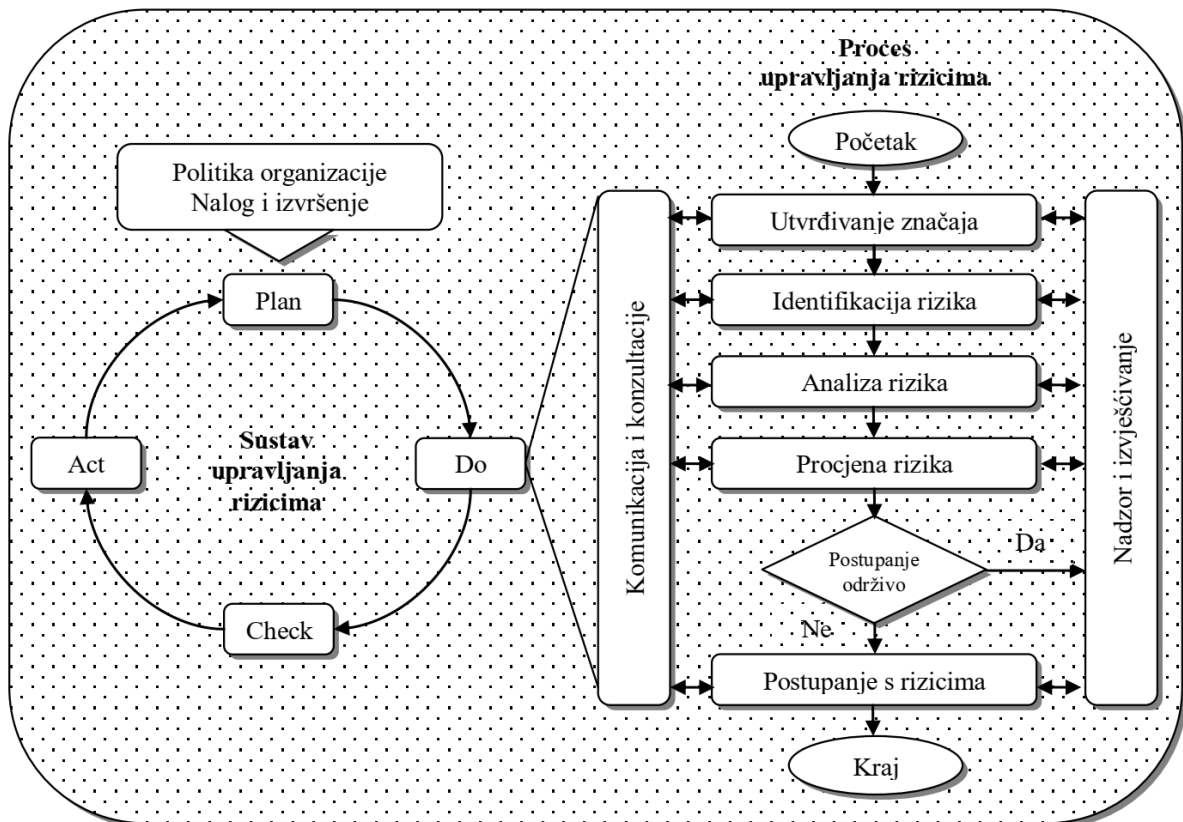 Proces
upravljanja rizicima
Početak
Politika organizacije
Nalog i izvršenje
Utvrđivanje značaja
Plan
Identifikacija rizika
Komunikacija i konzultacije
Nadzor i izvješćivanje
Analiza rizika
Sustav
upravljanja
rizicima
Act
Do
Procjena rizika
Postupanje
održivo
Da
Ne
Check
Postupanje s rizicima
Kraj